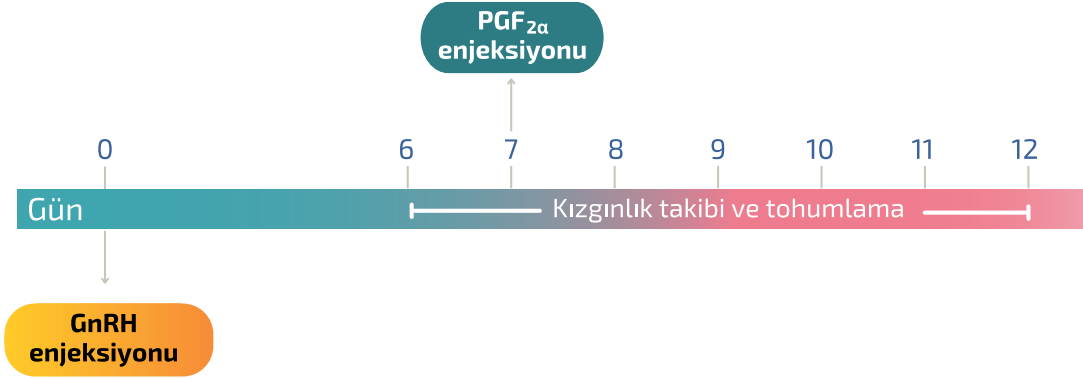 PGF2α
enjeksiyonu
0 6 7 8 9 10 11 12
Gün Kızgınlık takibi ve tohumlama
GnRH
enjeksiyonu